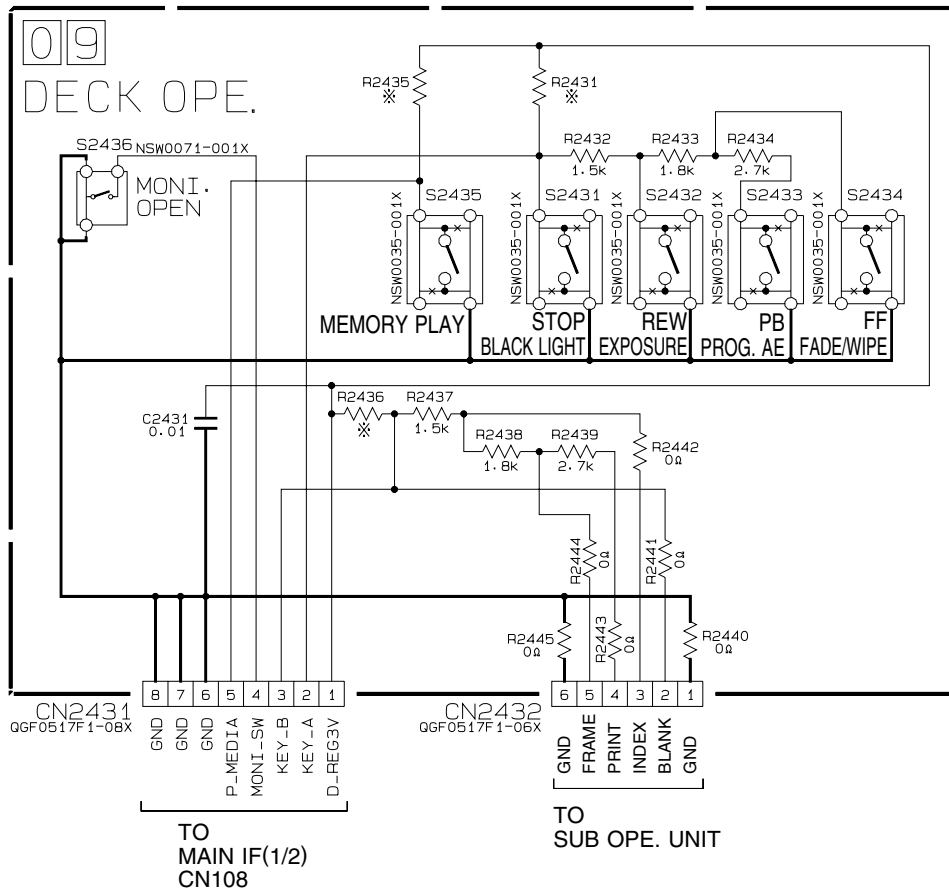 09
DECK OPE.
R2435
※
R2431
※
S2436
NSW0071-001X
MONI.
OPEN
R2432
1.5k
R2433
1.8k
R2434
2.7k
S2435
S2431
S2432
S2433
S2434
NSW0035-001X
NSW0035-001X
NSW0035-001X
NSW0035-001X
NSW0035-001X
MEMORY PLAY
STOP
BLACK LIGHT
REW
EXPOSURE
PB
PROG. AE
FF
FADE/WIPE
C2431
0.01
R2436
※
R2437
1.5k
R2438
1.8k
R2439
2.7k
R2442
0Ω
R2444
0Ω
R2441
0Ω
R2445
0Ω
R2443
0Ω
R2440
0Ω
8 7 6 5 4 3 2 1
CN2431
QGF0517F1-08X
GND
GND
GND
P_MEDIA
MONI_SW
KEY_B
KEY_A
D_REG3V
TO
MAIN IF(1/2)
CN108
6 5 4 3 2 1
CN2432
QGF0517F1-06X
GND
FRAME
PRINT
INDEX
BLANK
GND
TO
SUB OPE. UNIT